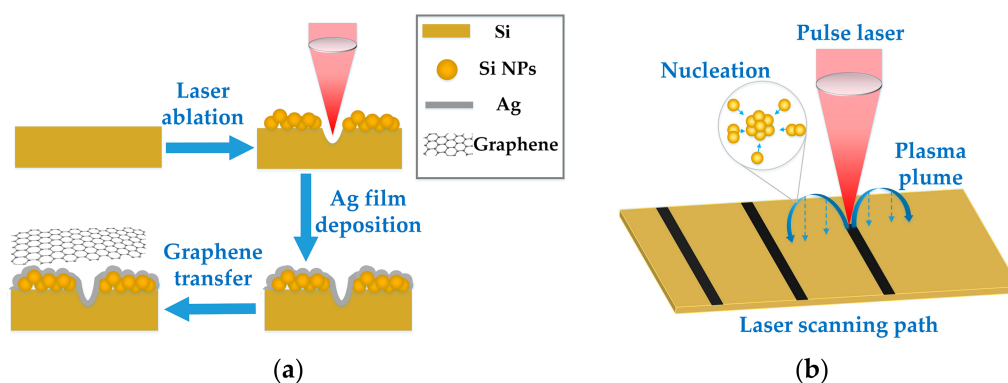 Laser
ablation
Ag film
deposition
Graphene
transfer
Si
Si NPs
Ag
Graphene
(a)
Pulse laser
Nucleation
Plasma
plume
Laser scanning path
(b)